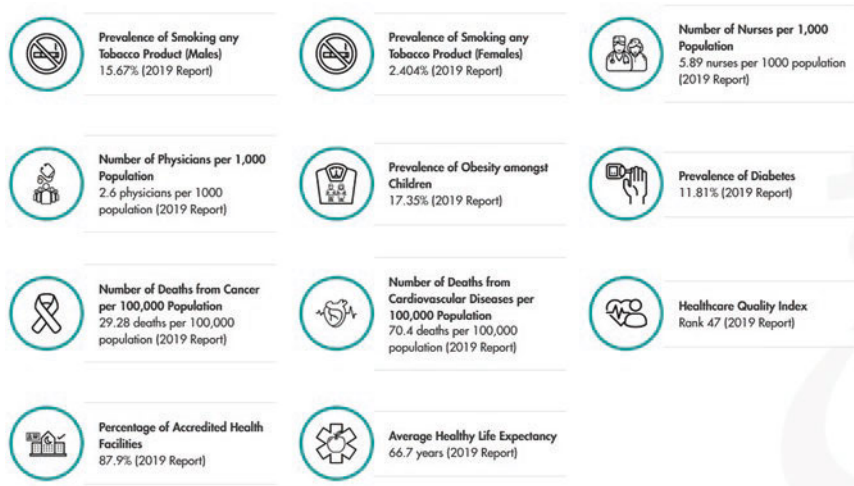 Prevalence of Smoking any
Tobacco Product (Males)
15.67% (2019 Report)
Prevalence of Smoking any
Tobacco Product (Females)
2.404% (2019 Report)
Number of Nurses per 1,000
Population
5.89 nurses per 1000 population
(2019 Report)
Number of Physicians per 1,000
Population
2.6 physicians per 1000
population (2019 Report)
Prevalence of Obesity amongst
Children
17.35% (2019 Report)
Prevalence of Diabetes
11.81% (2019 Report)
Number of Deaths from Cancer
per 100,000 Population
29.28 deaths per 100,000
population (2019 Report)
Number of Deaths from
Cardiovascular Diseases per
100,000 Population
70.4 deaths per 100,000
population (2019 Report)
Healthcare Quality Index
Rank 47 (2019 Report)
Percentage of Accredited Health
Facilities
87.9% (2019 Report)
Average Healthy Life Expectancy
66.7 years (2019 Report)